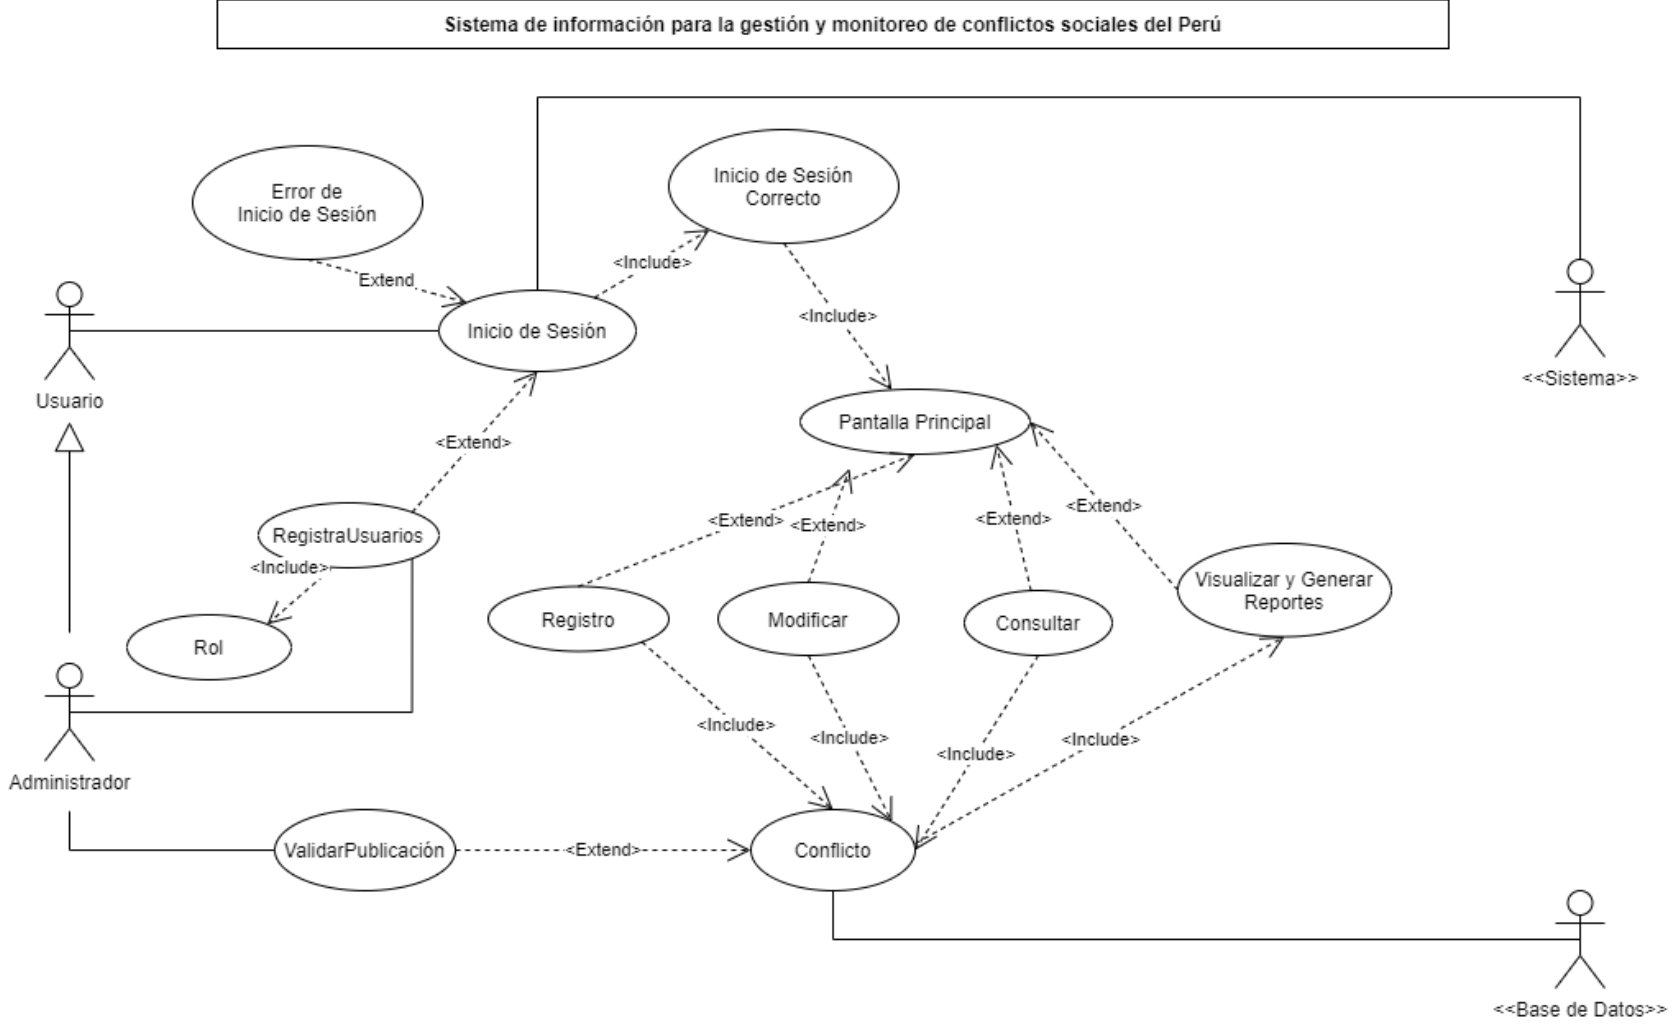 Sistema de información para la gestión y monitoreo de conflictos sociales del Perú
Error de
Inicio de Sesión
Inicio de Sesión
Correcto
<Include>
Extend
Inicio de Sesión
<Include>
Usuario
<<Sistema>>
Pantalla Principal
<Extend>
<Extend>
<Extend>
<Extend>
<Extend>
RegistraUsuarios
<Include>
Visualizar y Generar
Reportes
Registro
Modificar
Consultar
Rol
<Include>
<Include>
<Include>
<Include>
Administrador
ValidarPublicación
<Extend>
Conflicto
<<Base de Datos>>